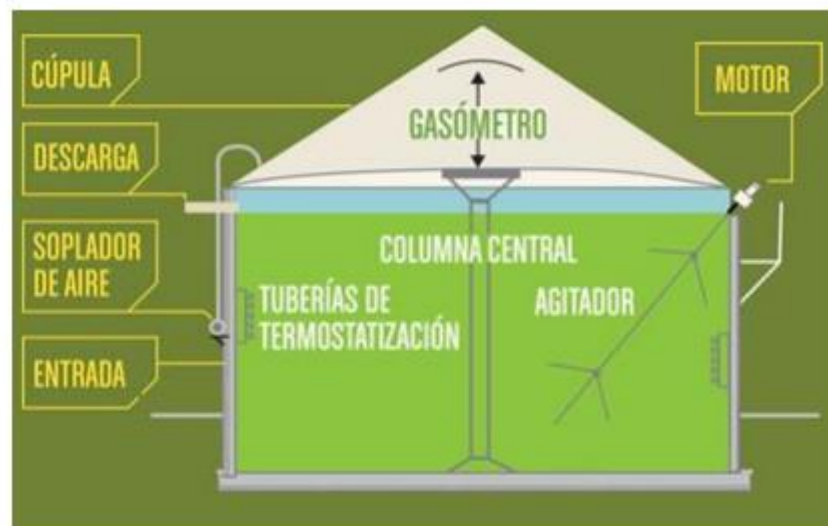 CÚPULA
GASÓMETRO
MOTOR
DESCARGA
SOPLADOR
DE AIRE
COLUMNA CENTRAL
TUBERÍAS DE
TERMOSTATIZACIÓN
AGITADOR
ENTRADA